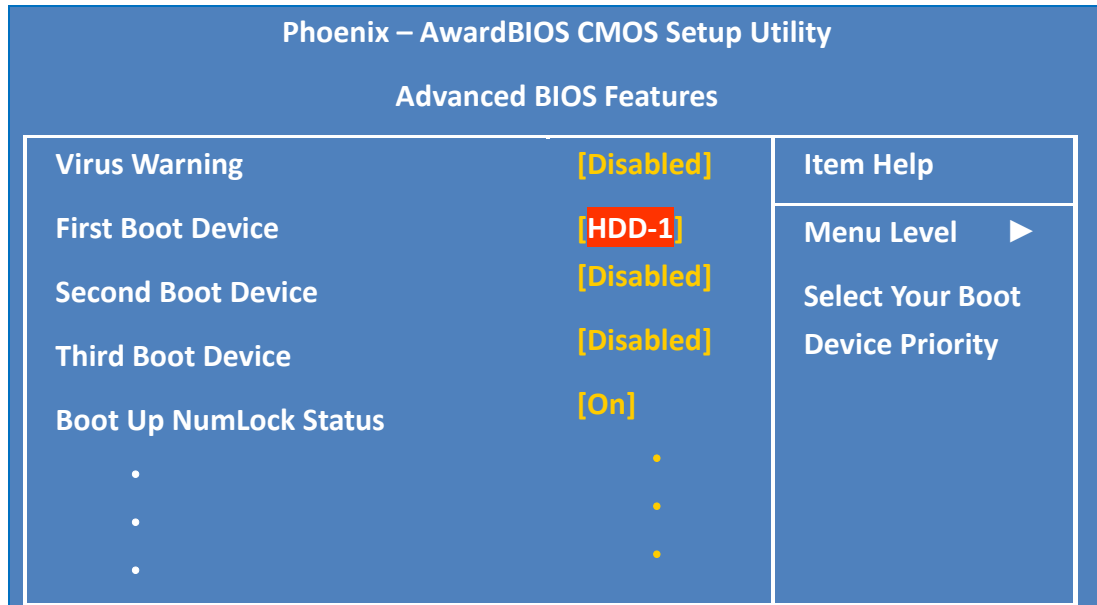 Phoenix – AwardBIOS CMOS Setup Utility
Advanced BIOS Features
Virus Warning [Disabled]
First Boot Device [HDD-1]
Second Boot Device [Disabled]
Third Boot Device [Disabled]
Boot Up NumLock Status [On]
• •
• •
• •
Item Help
Menu Level ►
Select Your Boot
Device Priority